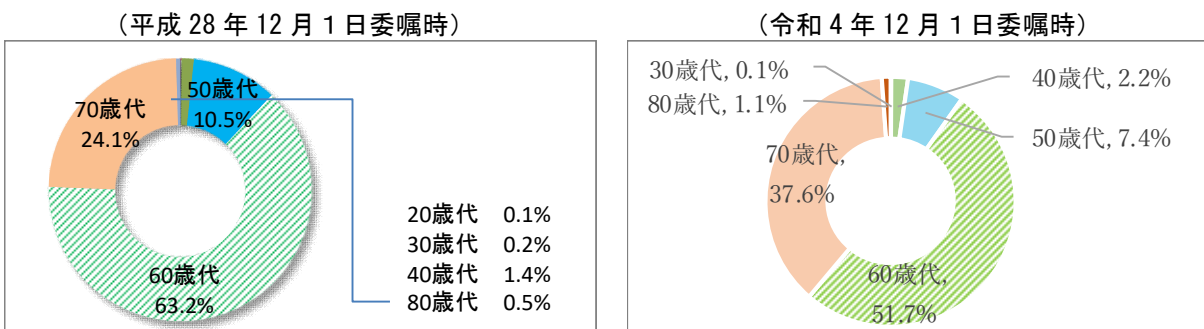 (平成 28 年 12 月 1 日委嘱時)
50歳代
10.5%
70歳代
24.1%
20歳代 0.1%
30歳代 0.2%
40歳代 1.4%
80歳代 0.5%
60歳代
63.2%
(令和 4 年 12 月 1 日委嘱時)
30歳代, 0.1%
80歳代, 1.1%
40歳代, 2.2%
50歳代, 7.4%
70歳代,
37.6%
60歳代,
51.7%